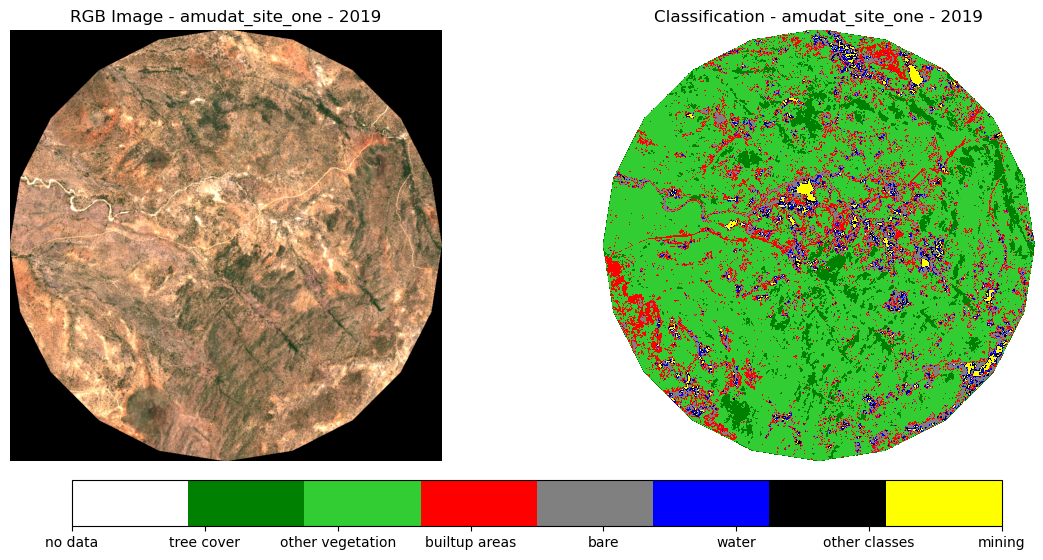 RGB Image - amudat_site_one - 2019
Classification - amudat_site_one - 2019
no data tree cover other vegetation builtup areas bare water other classes mining